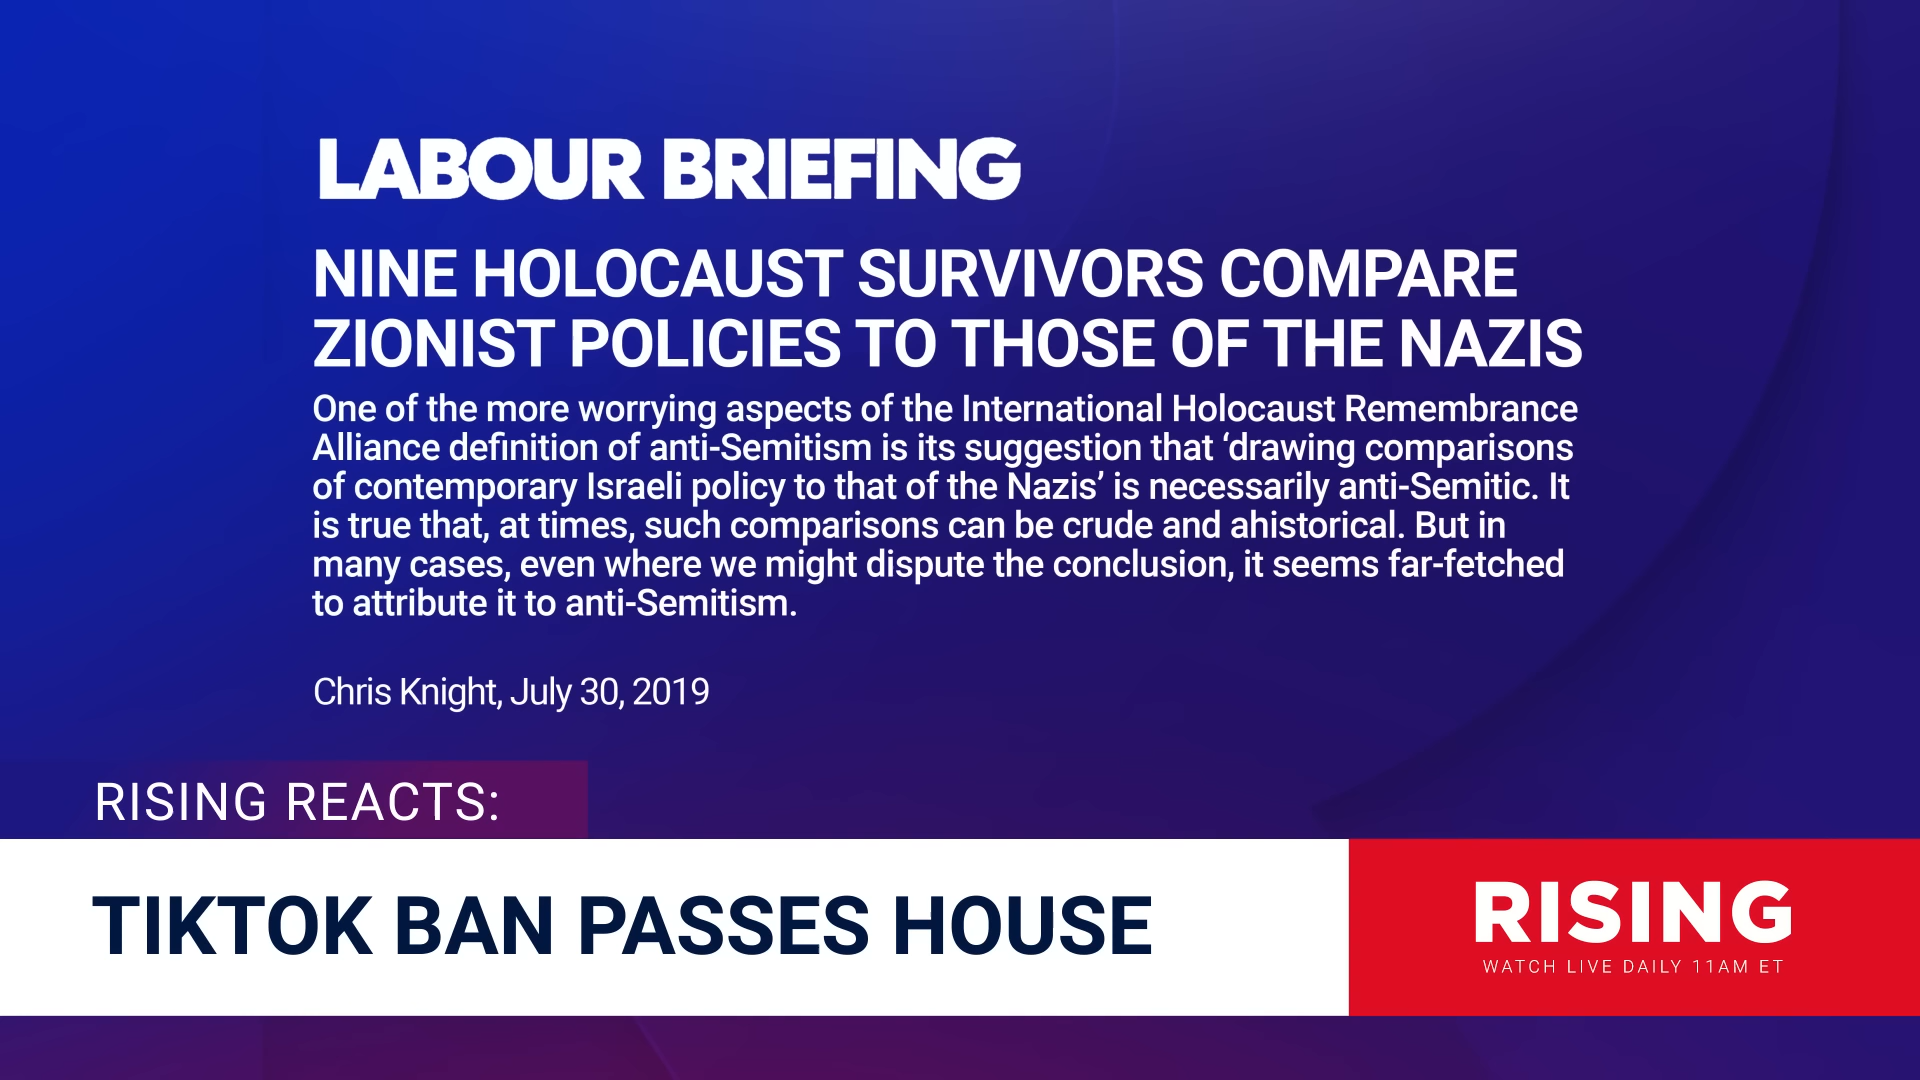 LABOUR BRIEFING
NINE HOLOCAUST SURVIVORS COMPARE
ZIONIST POLICIES TO THOSE OF THE NAZIS
One of the more worrying aspects of the International Holocaust Remembrance
Alliance definition of anti-Semitism is its suggestion that ‘drawing comparisons
of contemporary Israeli policy to that of the Nazis’ is necessarily anti-Semitic. It
is true that, at times, such comparisons can be crude and ahistorical. But in
many cases, even where we might dispute the conclusion, it seems far-fetched
to attribute it to anti-Semitism.
Chris Knight, July 30, 2019
RISING REACTS:
TIKTOK BAN PASSES HOUSE
RISING
WATCH LIVE DAILY 11AM ET